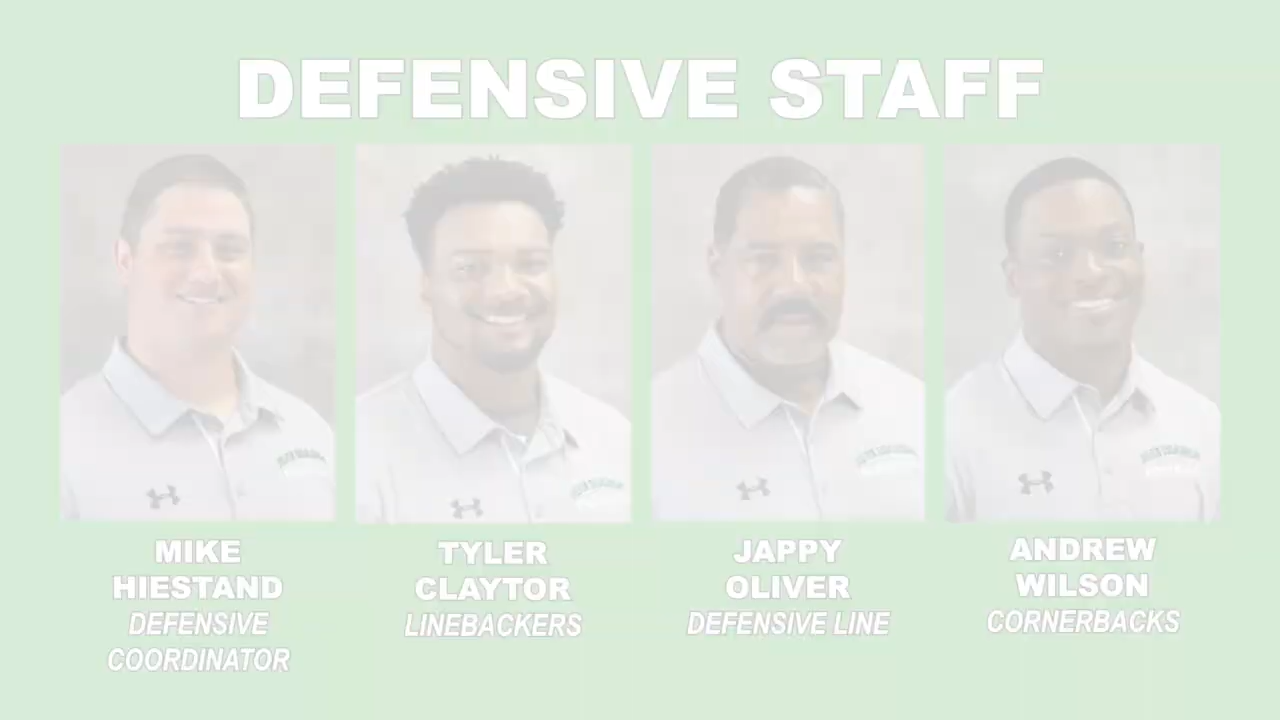 DEFENSIVE STAFF
MIKE
HIESTAND
DEFENSIVE
COORDINATOR
TYLER
CLAYTOR
LINEBACKERS
JAPPY
OLIVER
DEFENSIVE LINE
ANDREW
WILSON
CORNERBACKS